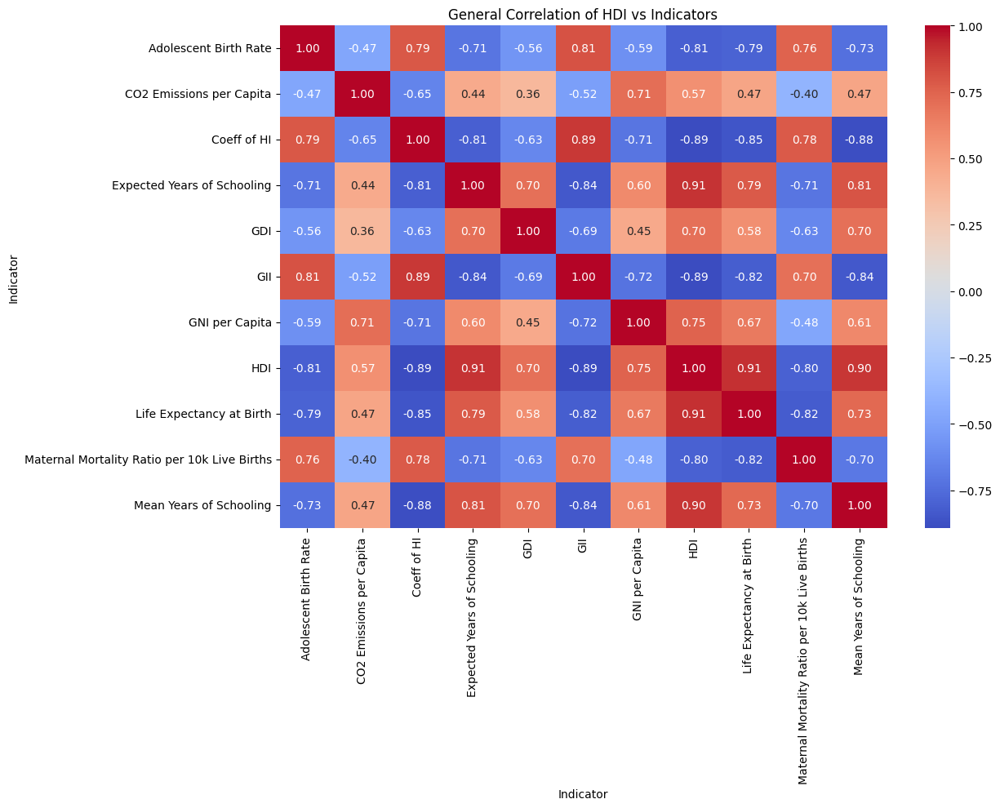 General Correlation of HDI vs Indicators
Indicator
Adolescent Birth Rate 1.00 -0.47 0.79 -0.71 -0.56 0.81 -0.59 -0.81 -0.79 0.76 -0.73
CO2 Emissions per Capita -0.47 1.00 -0.65 0.44 0.36 -0.52 0.71 0.57 0.47 -0.40 0.47
Coeff of HI 0.79 -0.65 1.00 -0.81 -0.63 0.89 -0.71 -0.89 -0.85 0.78 -0.88
Expected Years of Schooling -0.71 0.44 -0.81 1.00 0.70 -0.84 0.60 0.91 0.79 -0.71 0.81
GDI -0.56 0.36 -0.63 0.70 1.00 -0.69 0.45 0.70 0.58 -0.63 0.70
GII 0.81 -0.52 0.89 -0.84 -0.69 1.00 -0.72 -0.89 -0.82 0.70 -0.84
GNI per Capita -0.59 0.71 -0.71 0.60 0.45 -0.72 1.00 0.75 0.67 -0.48 0.61
HDI -0.81 0.57 -0.89 0.91 0.70 -0.89 0.75 1.00 0.91 -0.80 0.90
Life Expectancy at Birth -0.79 0.47 -0.85 0.79 0.58 -0.82 0.67 0.91 1.00 -0.82 0.73
Maternal Mortality Ratio per 10k Live Births 0.76 -0.40 0.78 -0.71 -0.63 0.70 -0.48 -0.80 -0.82 1.00 -0.70
Mean Years of Schooling -0.73 0.47 -0.88 0.81 0.70 -0.84 0.61 0.90 0.73 -0.70 1.00
Adolescent Birth Rate
CO2 Emissions per Capita
Coeff of HI
Expected Years of Schooling
GDI
GII
GNI per Capita
HDI
Life Expectancy at Birth
Maternal Mortality Ratio per 10k Live Births
Mean Years of Schooling
Indicator
1.00
0.75
0.50
0.25
0.00
−0.25
−0.50
−0.75